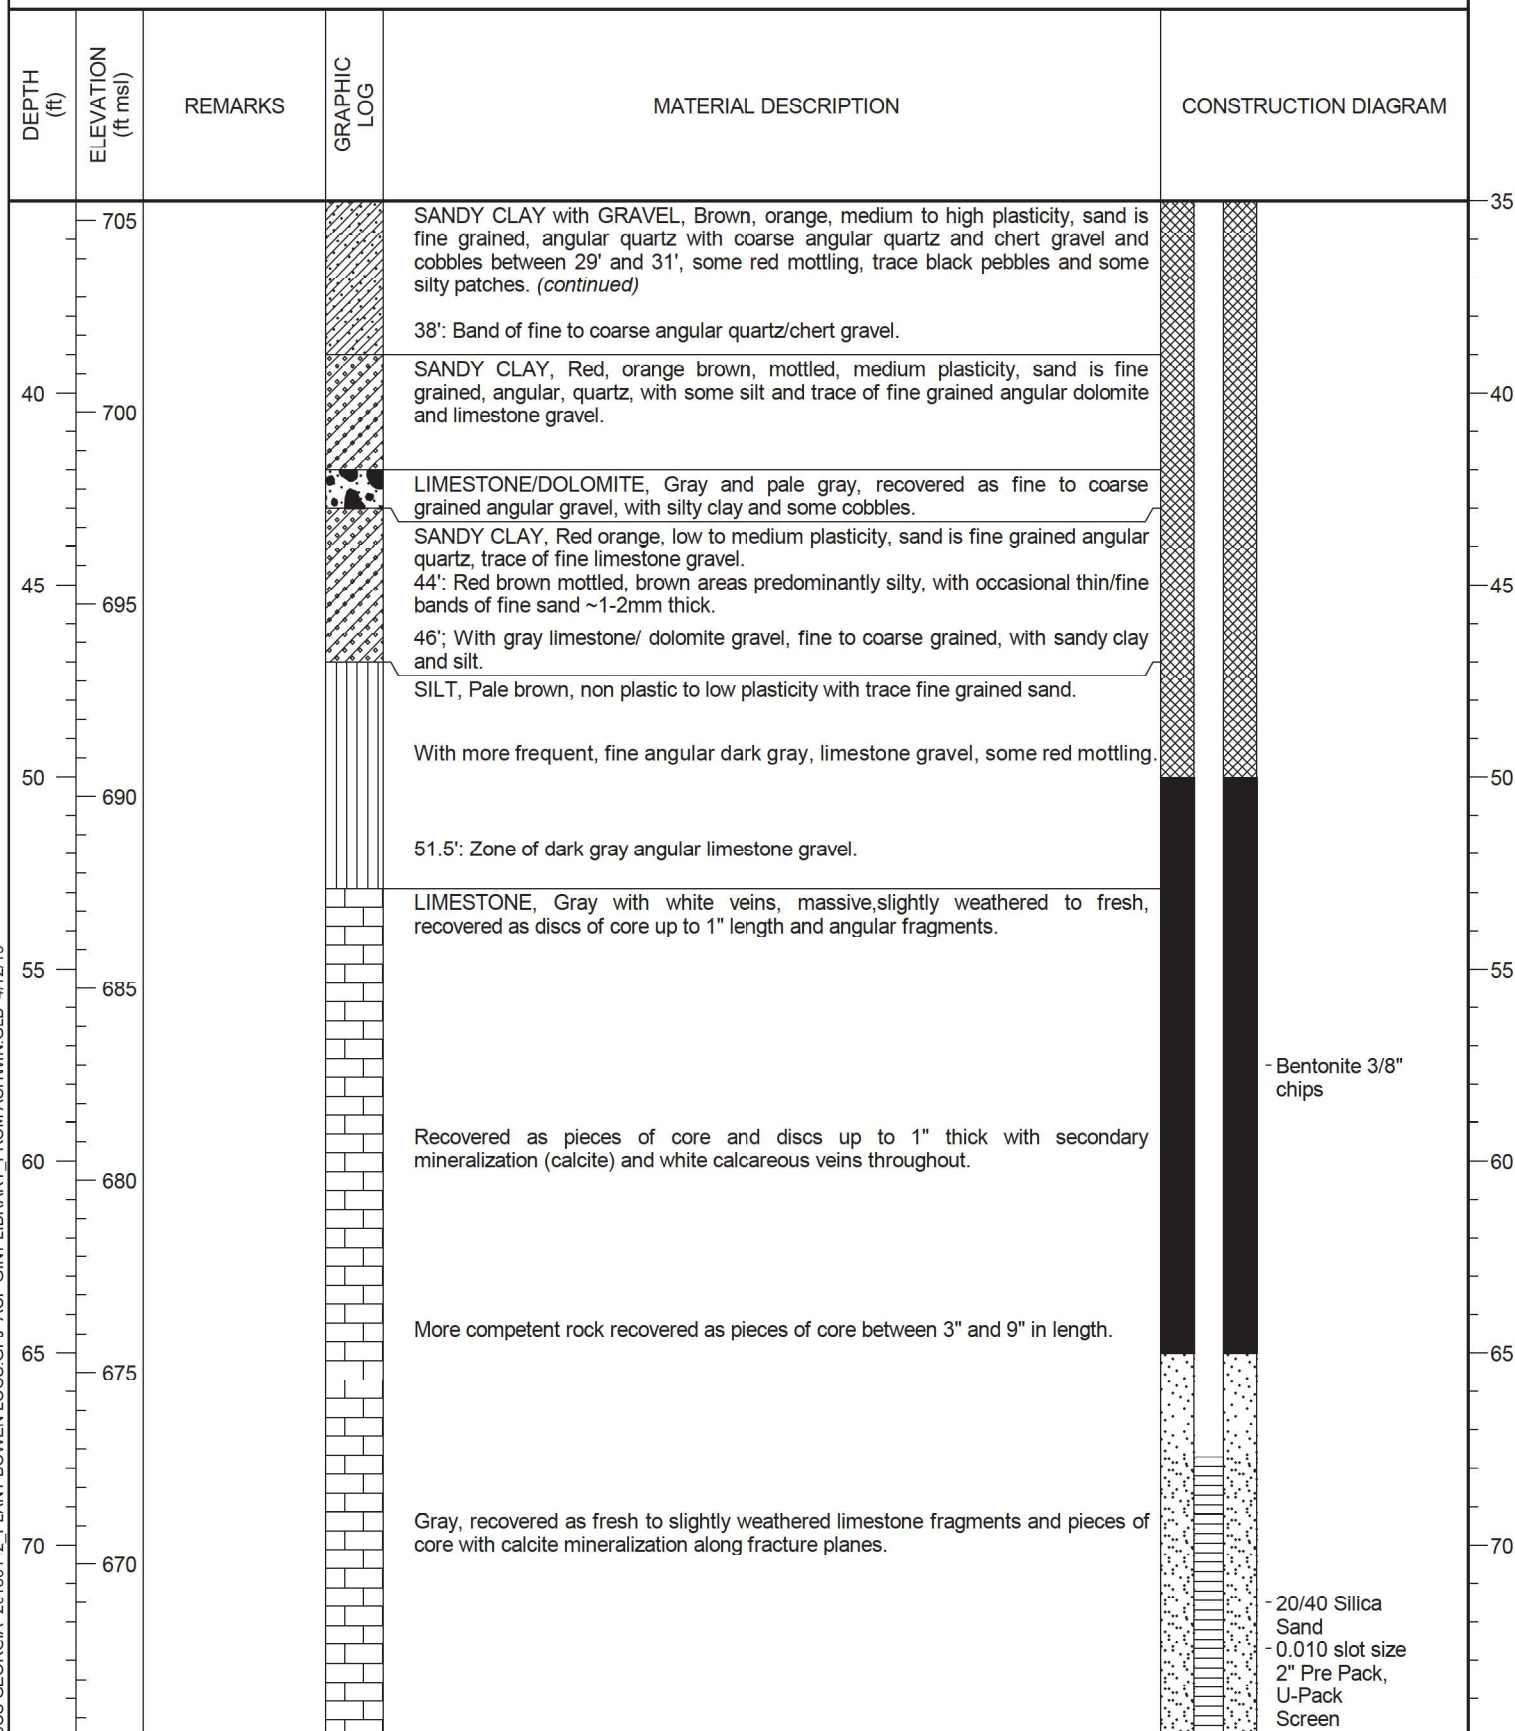 DEPTH
(ft)
ELEVATION
(ft msl)
REMARKS
GRAPHIC
LOG
MATERIAL DESCRIPTION
CONSTRUCTION DIAGRAM
35
705
SANDY CLAY with GRAVEL, Brown, orange, medium to high plasticity, sand is
fine grained, angular quartz with coarse angular quartz and chert gravel and
cobbles between 29' and 31', some red mottling, trace black pebbles and some
silty patches. (continued)
38': Band of fine to coarse angular quartz/chert gravel.
SANDY CLAY, Red, orange brown, mottled, medium plasticity, sand is fine
grained, angular, quartz, with some silt and trace of fine grained angular dolomite
and limestone gravel.
40
700
40
LIMESTONE/DOLOMITE, Gray and pale gray, recovered as fine to coarse
grained angular gravel, with silty clay and some cobbles.
SANDY CLAY, Red orange, low to medium plasticity, sand is fine grained angular
quartz, trace of fine limestone gravel.
44': Red brown mottled, brown areas predominantly silty, with occasional thin/fine
bands of fine sand ~1-2mm thick.
45
695
45
46'; With gray limestone/ dolomite gravel, fine to coarse grained, with sandy clay
and silt.
SILT, Pale brown, non plastic to low plasticity with trace fine grained sand.
With more frequent, fine angular dark gray, limestone gravel, some red mottling.
50
690
50
51.5': Zone of dark gray angular limestone gravel.
LIMESTONE, Gray with white veins, massive,slightly weathered to fresh,
recovered as discs of core up to 1" length and angular fragments.
55
685
55
Bentonite 3/8"
chips
Recovered as pieces of core and discs up to 1" thick with secondary
mineralization (calcite) and white calcareous veins throughout.
60
680
60
More competent rock recovered as pieces of core between 3" and 9" in length.
65
675
65
Gray, recovered as fresh to slightly weathered limestone fragments and pieces of
core with calcite mineralization along fracture planes.
70
670
70
20/40 Silica
Sand
0.010 slot size
2" Pre Pack,
U-Pack
Screen